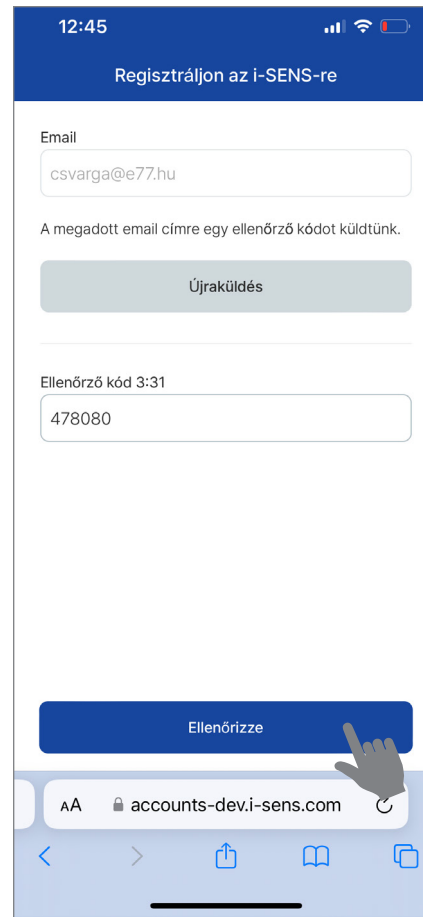 12:45
Regisztráljon az i-SENS-re
Email
csvarga@e77.hu
A megadott email címre egy ellenőrző kódot küldtünk.
Újraküldés
Ellenőrző kód 3:31
478080
Ellenőrizze
AA accounts-dev.i-sens.com